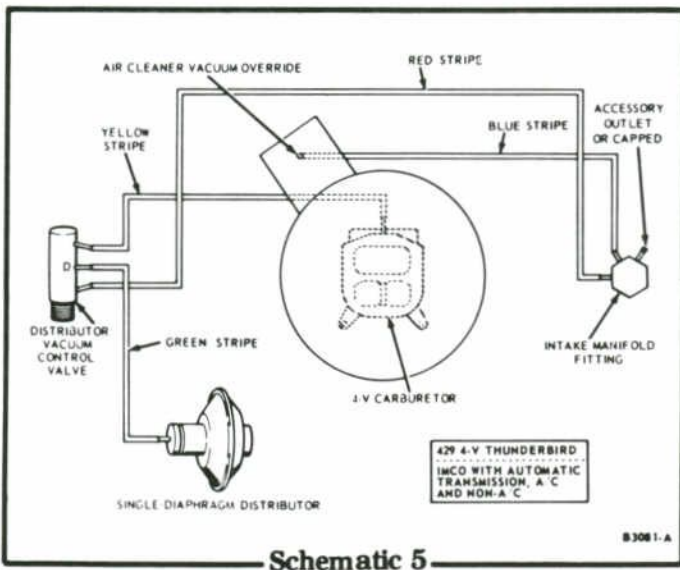 AIR CLEANER VACUUM OVERRIDE
RED STRIPE
YELLOW
STRIPE
BLUE STRIPE
ACCESSORY
OUTLET
OR CAPPED
D
DISTRIBUTOR
VACUUM
CONTROL
VALVE
GREEN STRIPE
INTAKE MANIFOLD
FITTING
4-V CARBURETOR
SINGLE-DIAPHRAGM DISTRIBUTOR
429 4-V THUNDERBIRD
IMCO WITH AUTOMATIC
TRANSMISSION, A/C
AND NON-A/C
B3081-A
Schematic 5